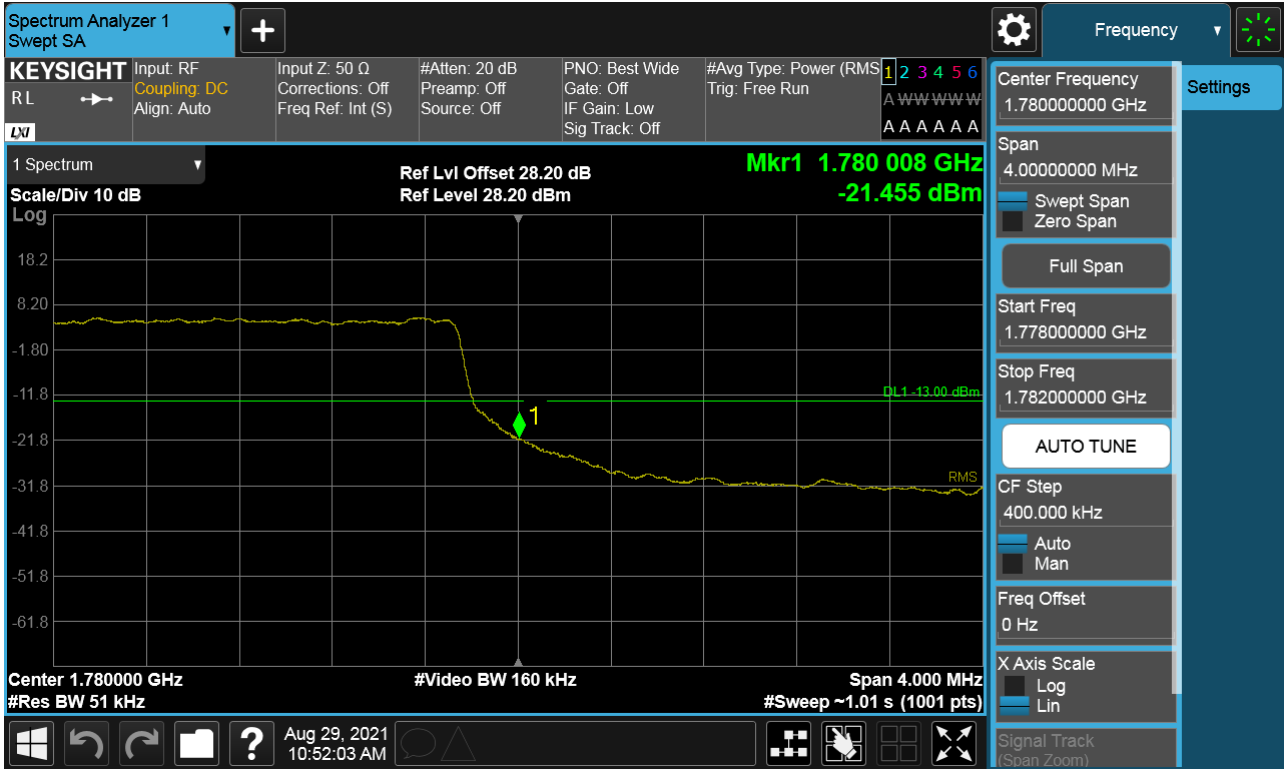 Spectrum Analyzer 1
Swept SA
+
Frequency
KEYSIGHT
R L
LXI
Input: RF
Coupling: DC
Align: Auto
Input Z: 50 Ω
Corrections: Off
Freq Ref: Int (S)
#Atten: 20 dB
Preamp: Off
Source: Off
PNO: Best Wide
Gate: Off
IF Gain: Low
Sig Track: Off
#Avg Type: Power (RMS
Trig: Free Run
1 2 3 4 5 6
A W W W W W
A A A A A A
1 Spectrum
Scale/Div 10 dB
Log
Ref Lvl Offset 28.20 dB
Ref Level 28.20 dBm
Mkr1 1.780 008 GHz
-21.455 dBm
18.2
8.20
-1.80
-11.8
-21.8
-31.8
-41.8
-51.8
-61.8
DL1 -13.00 dBm
1
RMS
Center 1.780000 GHz
#Video BW 160 kHz
Span 4.000 MHz
#Res BW 51 kHz
#Sweep ~1.01 s (1001 pts)
Center Frequency
1.780000000 GHz
Settings
Span
4.00000000 MHz
Swept Span
Zero Span
Full Span
Start Freq
1.778000000 GHz
Stop Freq
1.782000000 GHz
AUTO TUNE
CF Step
400.000 kHz
Auto
Man
Freq Offset
0 Hz
X Axis Scale
Log
Lin
Signal Track
(Span Zoom)
?
Aug 29, 2021
10:52:03 AM